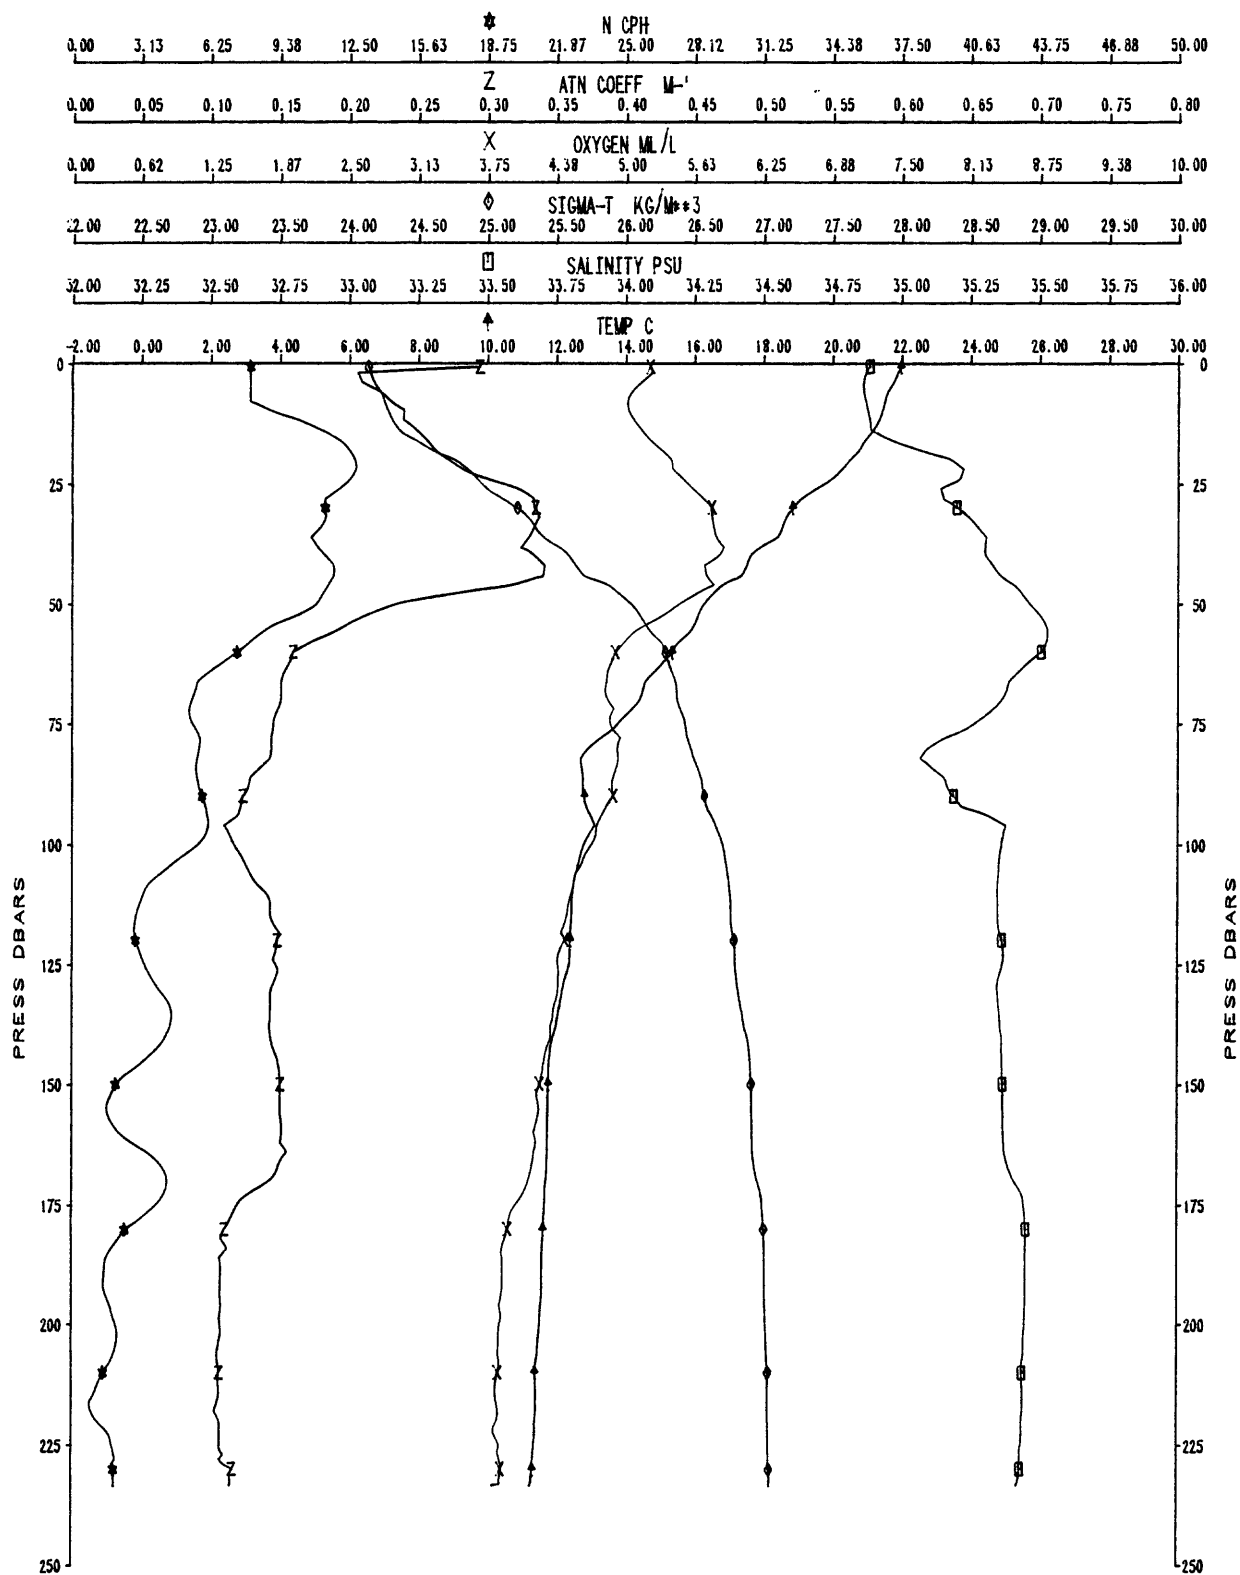 N CPH
0.00 3.13 6.25 9.38 12.50 15.63 18.75 21.87 25.00 28.12 31.25 34.38 37.50 40.63 43.75 46.88 50.00
Z ATN COEFF M-'
0.00 0.05 0.10 0.15 0.20 0.25 0.30 0.35 0.40 0.45 0.50 0.55 0.60 0.65 0.70 0.75 0.80
X OXYGEN ML/L
0.00 0.62 1.25 1.87 2.50 3.13 3.75 4.38 5.00 5.63 6.25 6.88 7.50 8.13 8.75 9.38 10.00
SIGMA-T KG/M**3
22.00 22.50 23.00 23.50 24.00 24.50 25.00 25.50 26.00 26.50 27.00 27.50 28.00 28.50 29.00 29.50 30.00
SALINITY PSU
32.00 32.25 32.50 32.75 33.00 33.25 33.50 33.75 34.00 34.25 34.50 34.75 35.00 35.25 35.50 35.75 36.00
TEMP C
-2.00 0.00 2.00 4.00 6.00 8.00 10.00 12.00 14.00 16.00 18.00 20.00 22.00 24.00 26.00 28.00 30.00
0 0
25 25
50 50
75 75
100 100
125 125
150 150
175 175
200 200
225 225
250 250
PRESS DBARS
PRESS DBARS